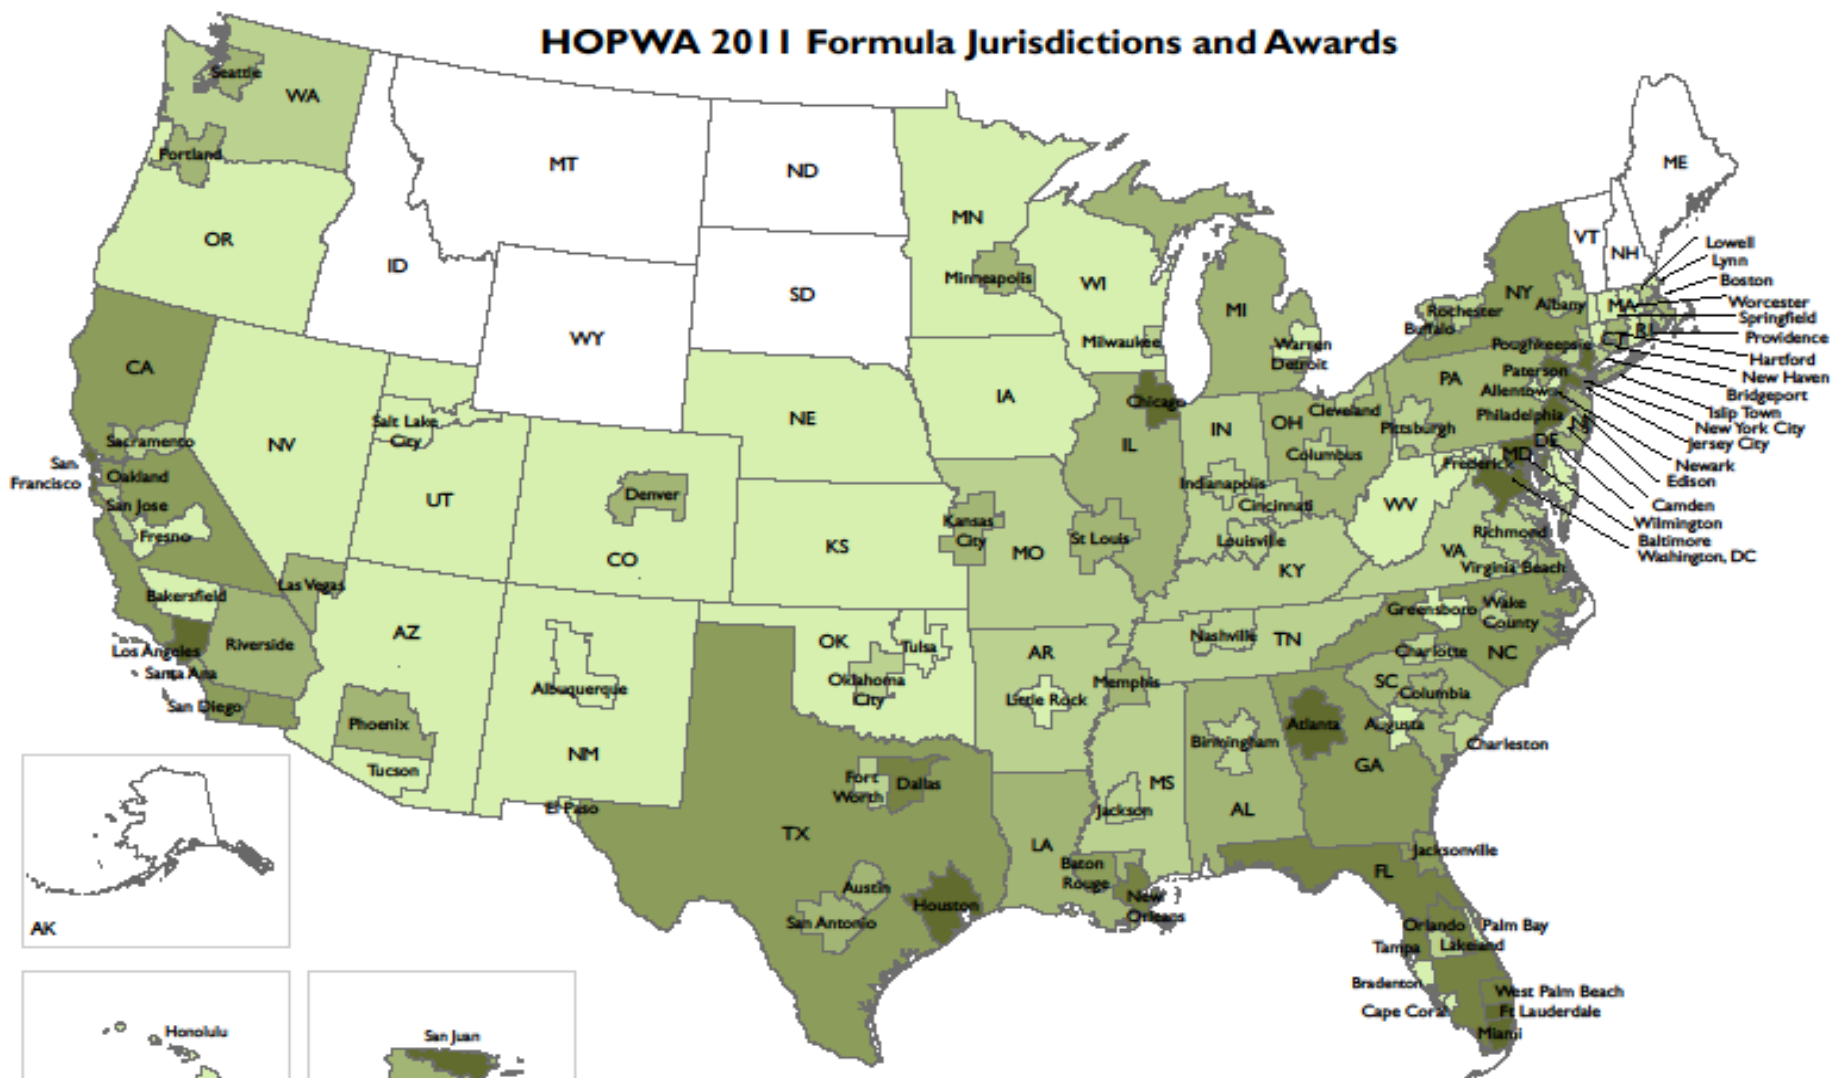 HOPWA 2011 Formula Jurisdictions and Awards
Seattle
WA
Portland
OR
MT
ID
ND
SD
WY
MN
Minneapolis
WI
Milwaukee
MI
Warren
Detroit
ME
VT
NH
Lowell
Lynn
Boston
Worcester
Springfield
Providence
Hartford
New Haven
Bridgeport
Islip Town
New York City
Jersey City
Newark
Edison
Camden
Wilmington
Baltimore
Washington, DC
NY
Albany
Rochester
Buffalo
MA
RI
CT
Poughkeepsie
Paterson
Allentown
Philadelphia
PA
Pittsburgh
NJ
DE
MD
Frederick
CA
Sacramento
San
Francisco
Oakland
San Jose
Fresno
Bakersfield
Los Angeles
Riverside
Santa Ana
San Diego
NV
Las Vegas
Salt Lake
City
UT
Denver
CO
NE
KS
IA
Kansas
City
MO
St Louis
Chicago
IL
IN
Indianapolis
OH
Cleveland
Columbus
Cincinnati
Louisville
KY
WV
VA
Richmond
Virginia Beach
AZ
Phoenix
Tucson
Albuquerque
NM
El Paso
OK
Tulsa
Oklahoma
City
AR
Little Rock
Memphis
Nashville
TN
Greensboro
Wake
County
Charlotte
NC
SC
Columbia
Charleston
Augusta
Atlanta
GA
Birmingham
AL
MS
Jackson
LA
Baton
Rouge
New
Orleans
TX
Fort
Worth
Dallas
Austin
San Antonio
Houston
Jacksonville
FL
Orlando
Palm Bay
Tampa
Lakeland
Bradenton
Cape Coral
West Palm Beach
Ft Lauderdale
Miami
AK
Honolulu
San Juan